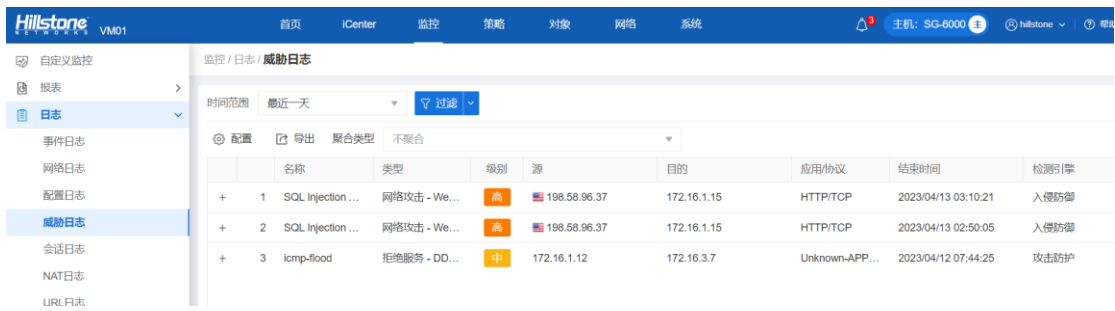 Hillstone NETWORKS VM01 首页 iCenter 监控 策略 对象 网络 系统 3 主机: SG-6000 主 hillstone
自定义监控
报表
日志
事件日志
网络日志
配置日志
威胁日志
会话日志
NAT日志
URL日志
监控 / 日志 / 威胁日志
时间范围 最近一天 过滤
配置 导出 聚合类型 不聚合
名称 类型 级别 源 目的 应用/协议 结束时间 检测引擎
+ 1 SQL Injection ... 网络攻击 - We... 高 198.58.96.37 172.16.1.15 HTTP/TCP 2023/04/13 03:10:21 入侵防御
+ 2 SQL Injection ... 网络攻击 - We... 高 198.58.96.37 172.16.1.15 HTTP/TCP 2023/04/13 02:50:05 入侵防御
+ 3 icmp-flood 拒绝服务 - DD... 中 172.16.1.12 172.16.3.7 Unknown-APP... 2023/04/12 07:44:25 攻击防护